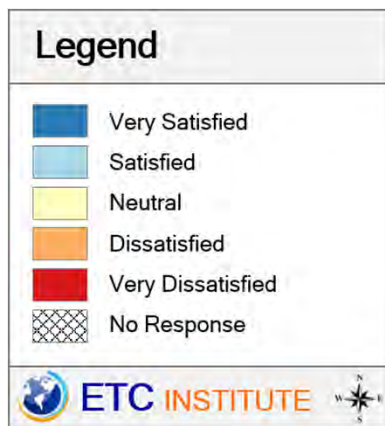 Legend
Very Satisfied
Satisfied
Neutral
Dissatisfied
Very Dissatisfied
No Response
ETC INSTITUTE
N
W E
S